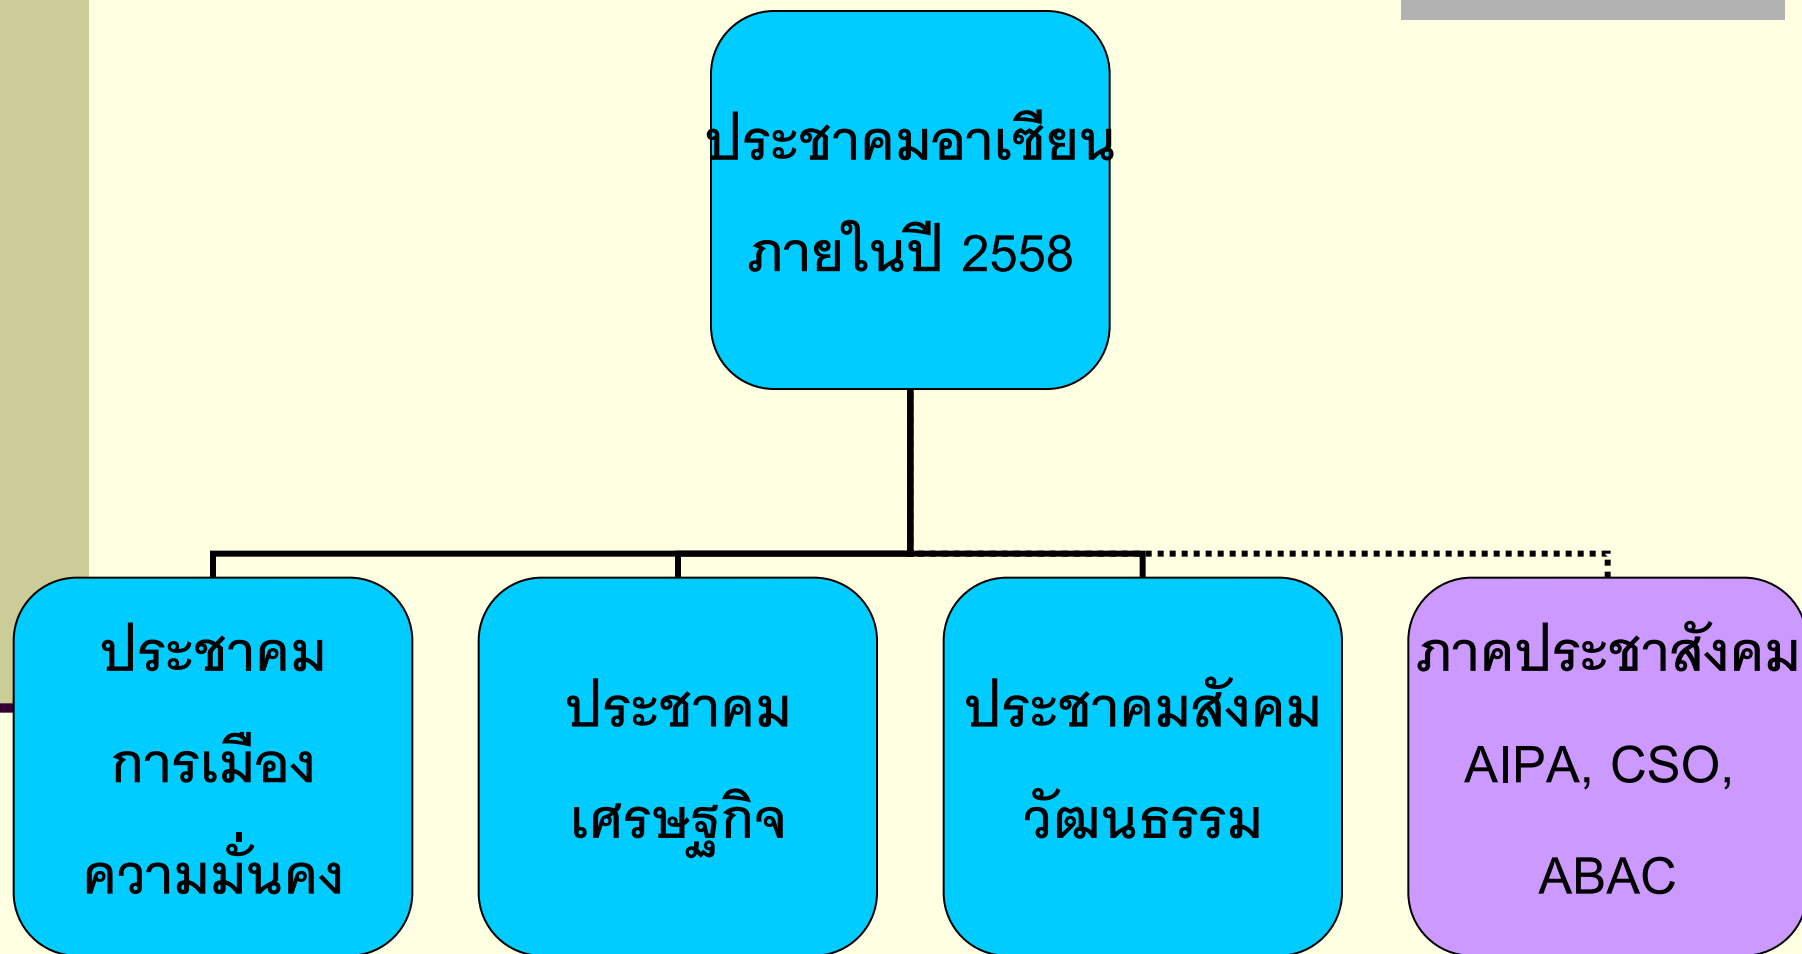 ประชาคมอาเซียน
ภายในปี 2558
ประชาคม
การเมือง
ความมั่นคง
ประชาคม
เศรษฐกิจ
ประชาคมสังคม
วัฒนธรรม
ภาคประชาสังคม
AIPA, CSO,
ABAC